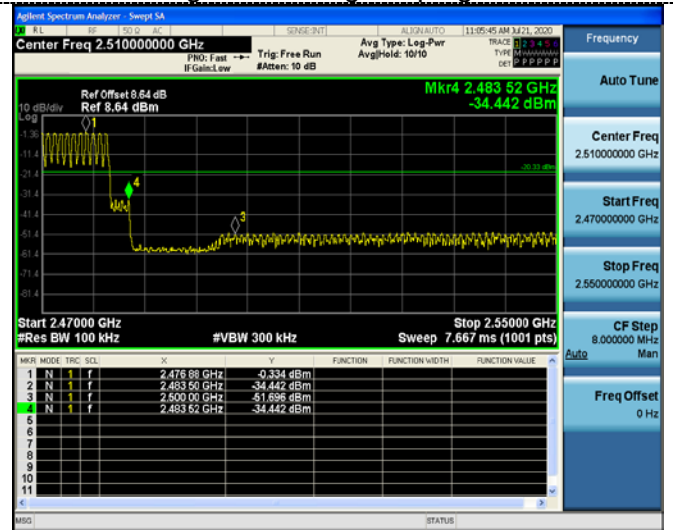 Agilent Spectrum Analyzer - Swept SA
RL RF 50 Ω AC SENSE:INT ALIGN AUTO 11:05:45 AM Jul 21, 2020
Center Freq 2.510000000 GHz
PNO: Fast
IFGain:Low
Trig: Free Run
#Atten: 10 dB
Avg Type: Log-Pwr
Avg|Hold: 10/10
TRACE 1 2 3 4 5 6
TYPE M
DET P P P P P P
Frequency
Auto Tune
Mkr4 2.483 52 GHz
-34.442 dBm
Ref Offset 8.64 dB
10 dB/div Ref 8.64 dBm
Log
-1.36
-11.4
-21.4
-31.4
-41.4
-51.4
-61.4
-71.4
-81.4
1
4
3
-20.33 dBm
Center Freq
2.510000000 GHz
Start Freq
2.470000000 GHz
Stop Freq
2.550000000 GHz
Start 2.47000 GHz Stop 2.55000 GHz
#Res BW 100 kHz #VBW 300 kHz Sweep 7.667 ms (1001 pts)
CF Step
8.000000 MHz
Auto Man
Freq Offset
0 Hz
MKR MODE TRC SCL X Y FUNCTION FUNCTION WIDTH FUNCTION VALUE
1 N 1 f 2.476 88 GHz -0.334 dBm
2 N 1 f 2.483 50 GHz -34.442 dBm
3 N 1 f 2.500 00 GHz -51.696 dBm
4 N 1 f 2.483 52 GHz -34.442 dBm
5
6
7
8
9
10
11
MSG STATUS